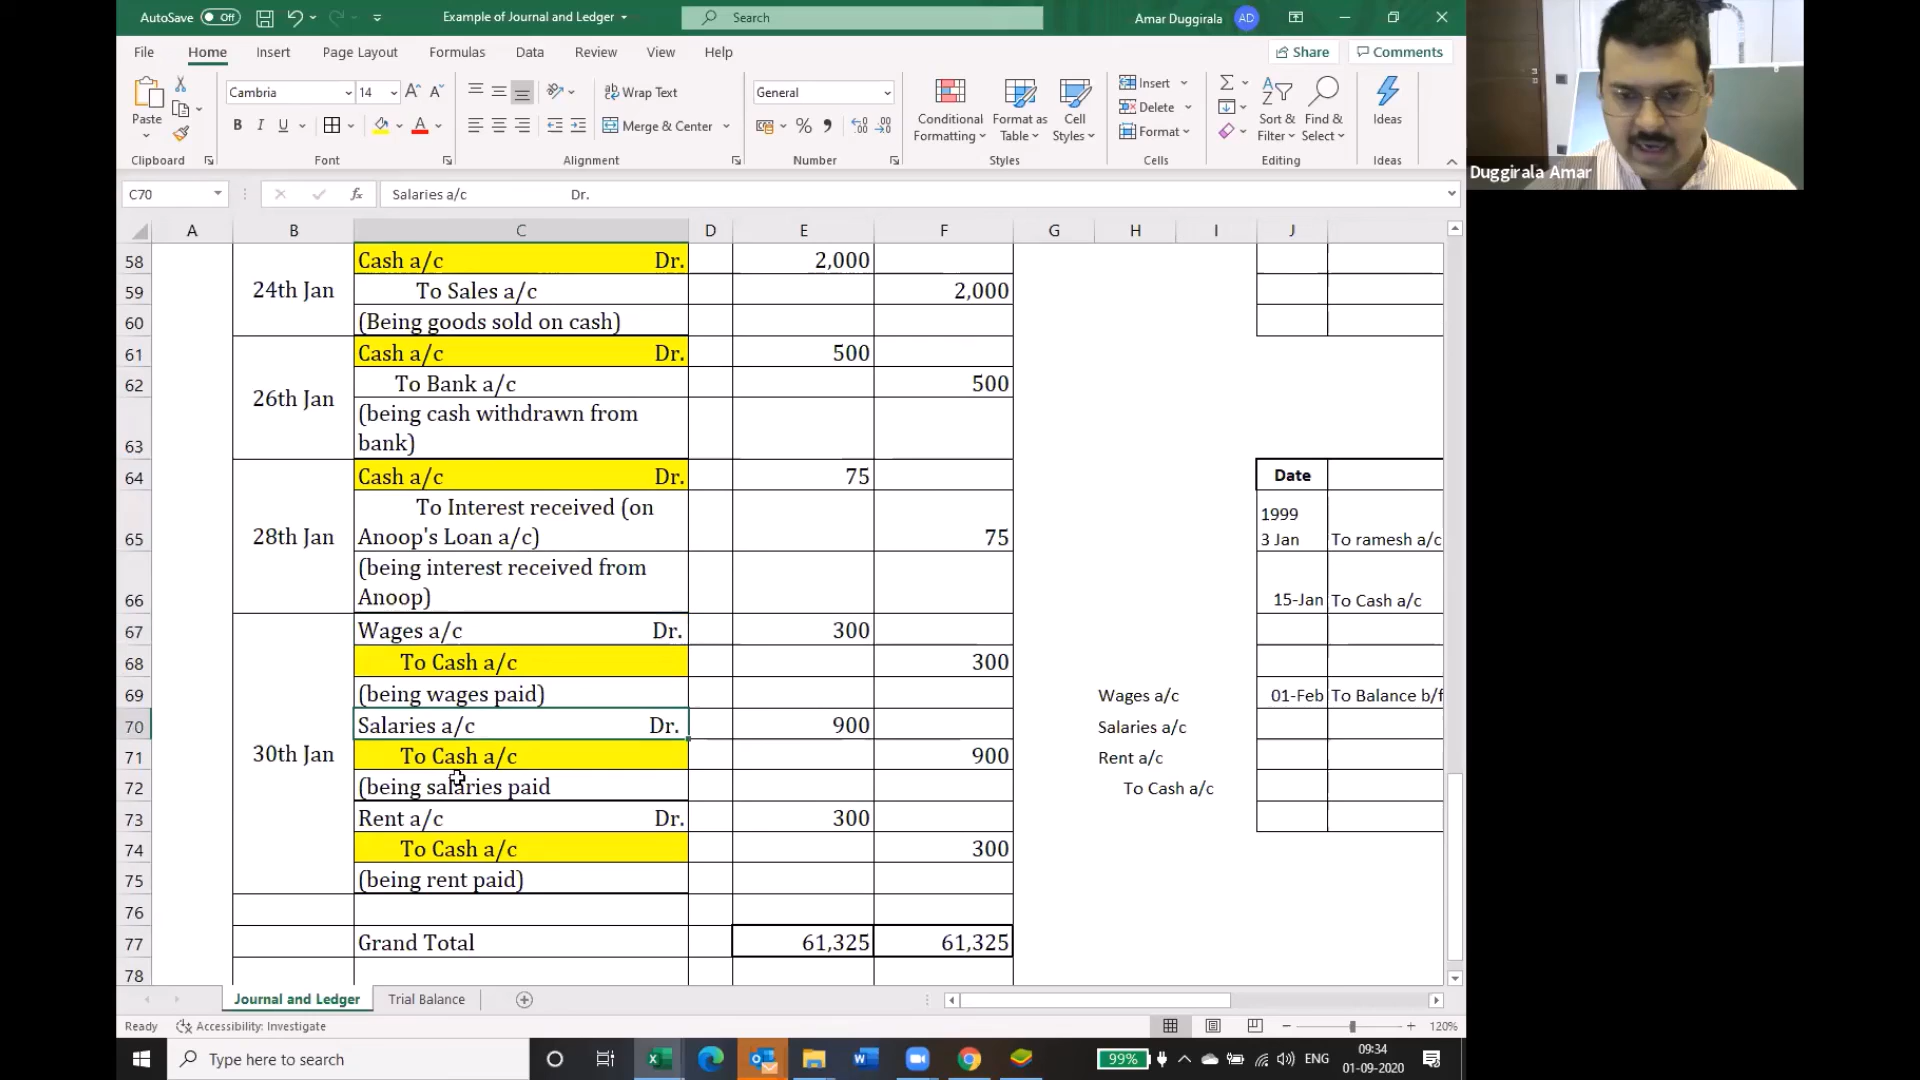 AutoSave Off
Example of Journal and Ledger
Search
Amar Duggirala AD
File Home Insert Page Layout Formulas Data Review View Help
Share Comments
Paste
Clipboard
Cambria 14
B I U
Font
Wrap Text
Merge & Center
Alignment
General
Number
Conditional Formatting
Format as Table
Cell Styles
Styles
Insert
Delete
Format
Cells
Sort & Filter
Find & Select
Editing
Ideas
Ideas
Duggirala Amar
C70 fx Salaries a/c Dr.
A B C D E F G H I J
58 Cash a/c Dr. 2,000
59 24th Jan To Sales a/c 2,000
60 (Being goods sold on cash)
61 Cash a/c Dr. 500
62 To Bank a/c 500
26th Jan
(being cash withdrawn from
63 bank)
64 Cash a/c Dr. 75 Date
To Interest received (on 1999
65 28th Jan Anoop's Loan a/c) 75 3 Jan To ramesh a/c
(being interest received from
66 Anoop) 15-Jan To Cash a/c
67 Wages a/c Dr. 300
68 To Cash a/c 300
69 (being wages paid) Wages a/c 01-Feb To Balance b/f
70 Salaries a/c Dr. 900 Salaries a/c
71 30th Jan To Cash a/c 900 Rent a/c
72 (being salaries paid To Cash a/c
73 Rent a/c Dr. 300
74 To Cash a/c 300
75 (being rent paid)
76
77 Grand Total 61,325 61,325
78
Journal and Ledger Trial Balance
Ready Accessibility: Investigate 120%
Type here to search 99% ENG 09:34
01-09-2020